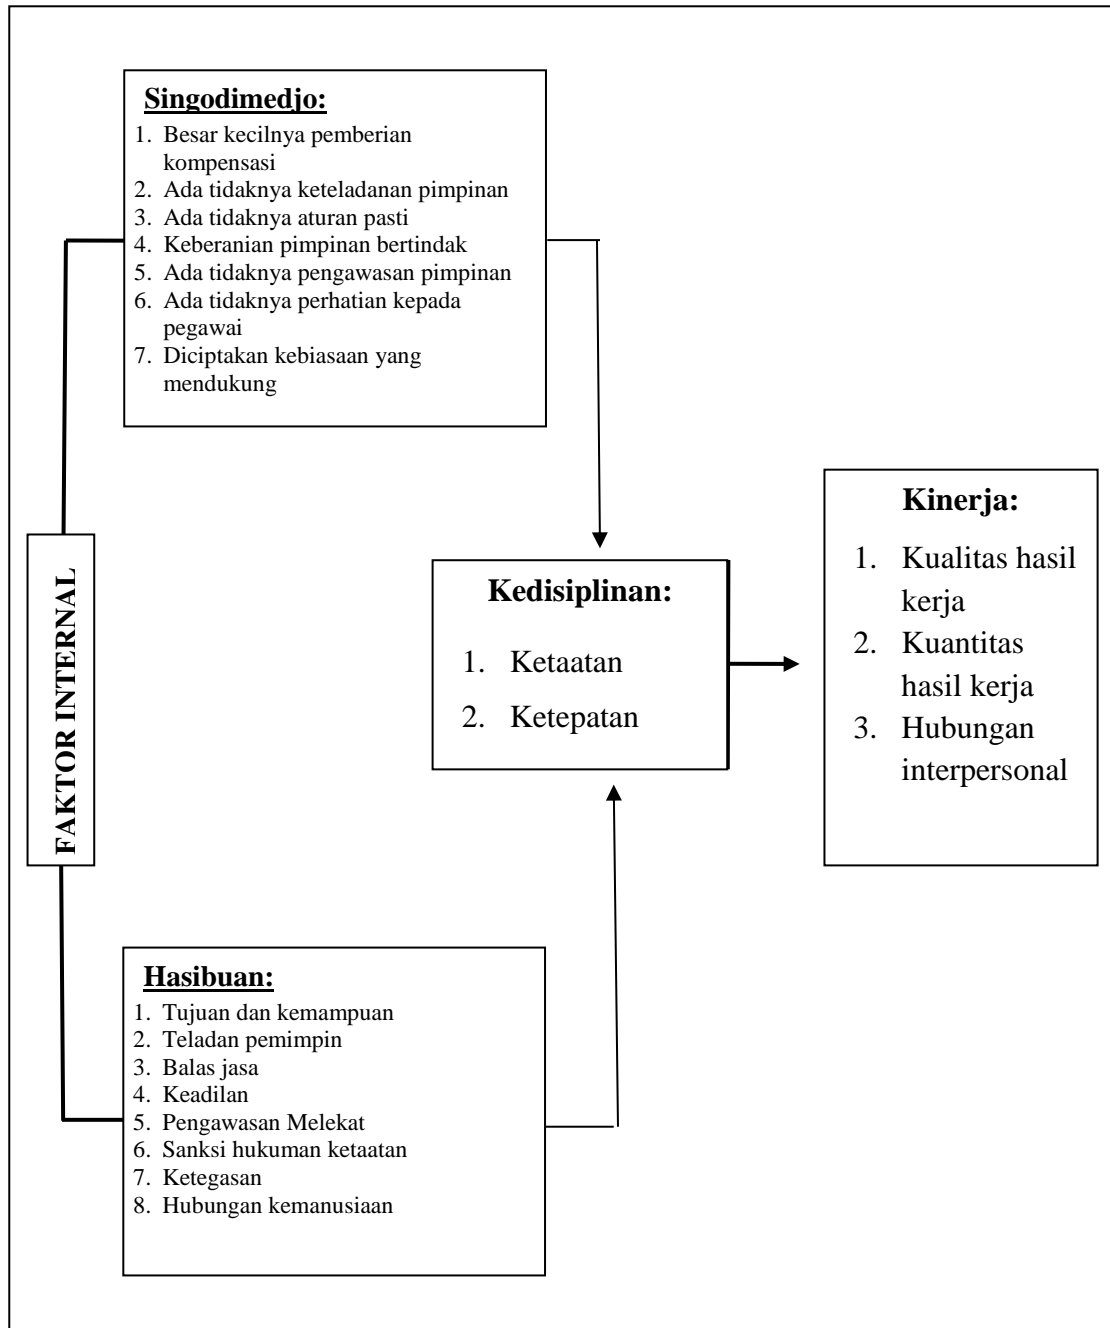 Singodimedjo:
1. Besar kecilnya pemberian
kompensasi
2. Ada tidaknya keteladanan pimpinan
3. Ada tidaknya aturan pasti
4. Keberanian pimpinan bertindak
5. Ada tidaknya pengawasan pimpinan
6. Ada tidaknya perhatian kepada
pegawai
7. Diciptakan kebiasaan yang
mendukung
FAKTOR INTERNAL
Kedisiplinan:
1. Ketaatan
2. Ketepatan
Kinerja:
1. Kualitas hasil
kerja
2. Kuantitas
hasil kerja
3. Hubungan
interpersonal
Hasibuan:
1. Tujuan dan kemampuan
2. Teladan pemimpin
3. Balas jasa
4. Keadilan
5. Pengawasan Melekat
6. Sanksi hukuman ketaatan
7. Ketegasan
8. Hubungan kemanusiaan